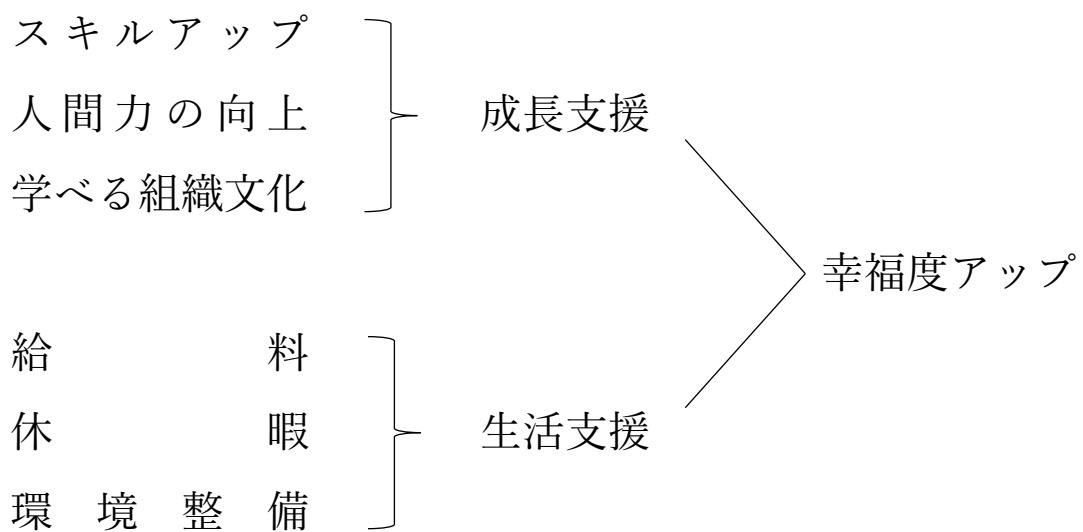 スキルアップ
人間力の向上
学べる組織文化
成長支援
幸福度アップ
給料
休暇
環境整備
生活支援